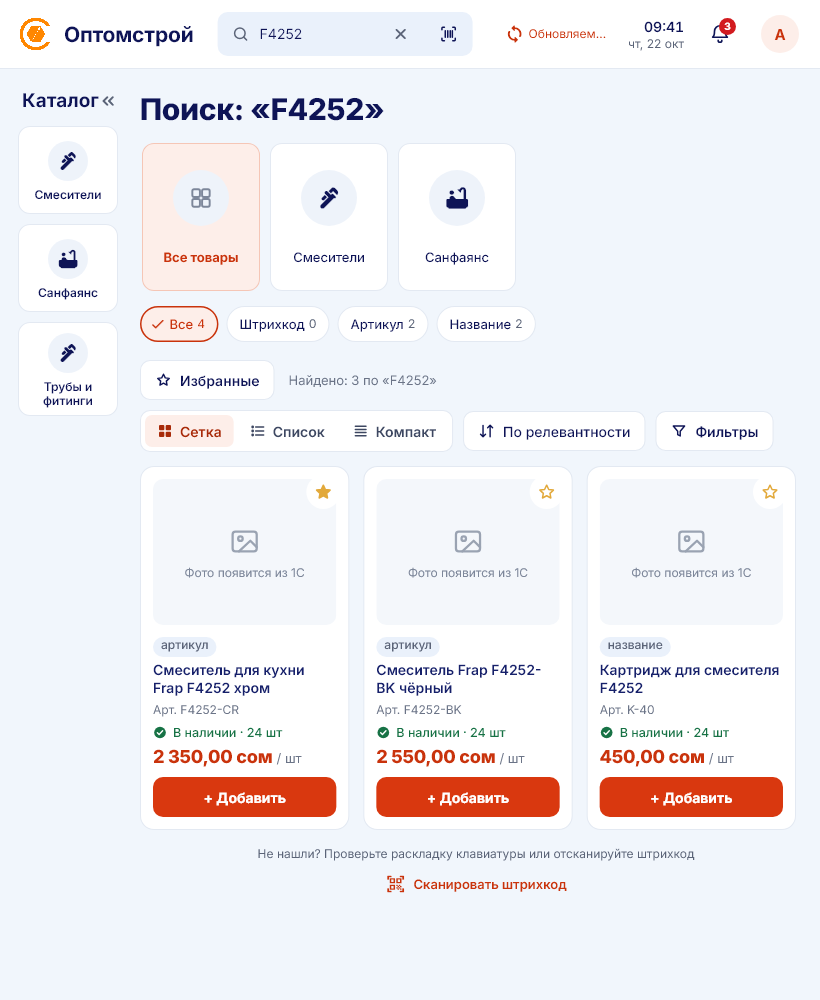 Оптомстрой
F4252
Обновляем...
09:41
чт, 22 окт
3
А
Каталог
Смесители
Санфаянс
Трубы и
фитинги
Поиск: «F4252»
Все товары
Смесители
Санфаянс
Все 4
Штрихкод 0
Артикул 2
Название 2
Избранные
Найдено: 3 по «F4252»
Сетка
Список
Компакт
По релевантности
Фильтры
Фото появится из 1С
артикул
Смеситель для кухни
Frap F4252 хром
Арт. F4252-CR
В наличии · 24 шт
2 350,00 сом / шт
+ Добавить
Фото появится из 1С
артикул
Смеситель Frap F4252-
BK чёрный
Арт. F4252-BK
В наличии · 24 шт
2 550,00 сом / шт
+ Добавить
Фото появится из 1С
название
Картридж для смесителя
F4252
Арт. K-40
В наличии · 24 шт
450,00 сом / шт
+ Добавить
Не нашли? Проверьте раскладку клавиатуры или отсканируйте штрихкод
Сканировать штрихкод